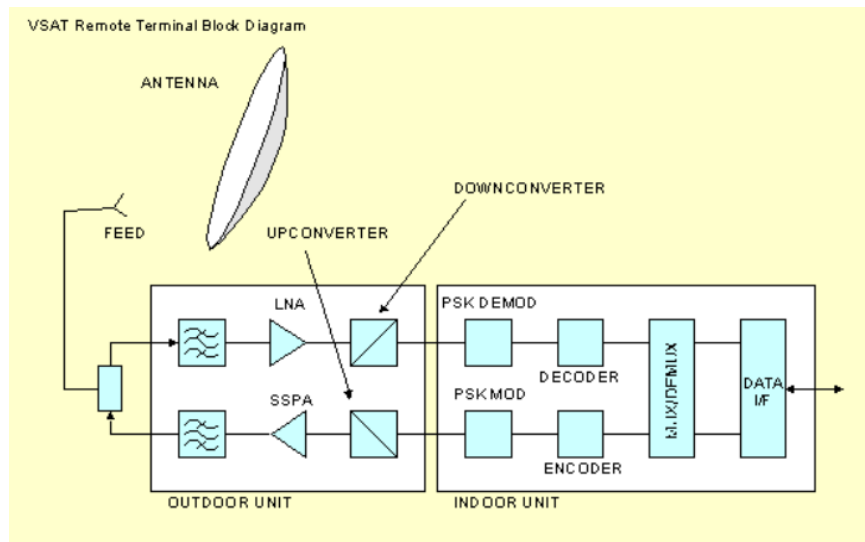 VSAT Remote Terminal Block Diagram
ANTENNA
DOWNCONVERTER
FEED
UPCONVERTER
LNA
PSK DEMOD
DECODER
MUX/DEMUX
DATA
I/F
SSPA
PSK MOD
ENCODER
OUTDOOR UNIT
INDOOR UNIT